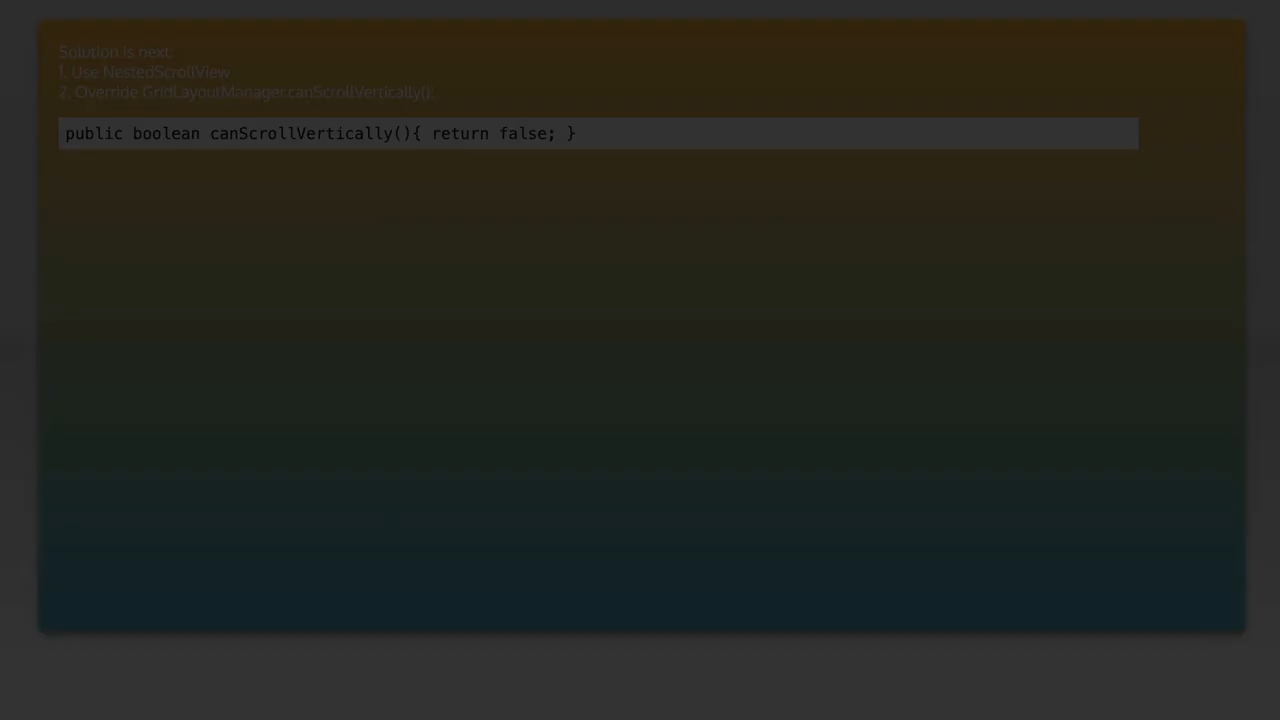 Solution is next:
1. Use NestedScrollView
2. Override GridLayoutManager.canScrollVertically():
public boolean canScrollVertically(){ return false; }